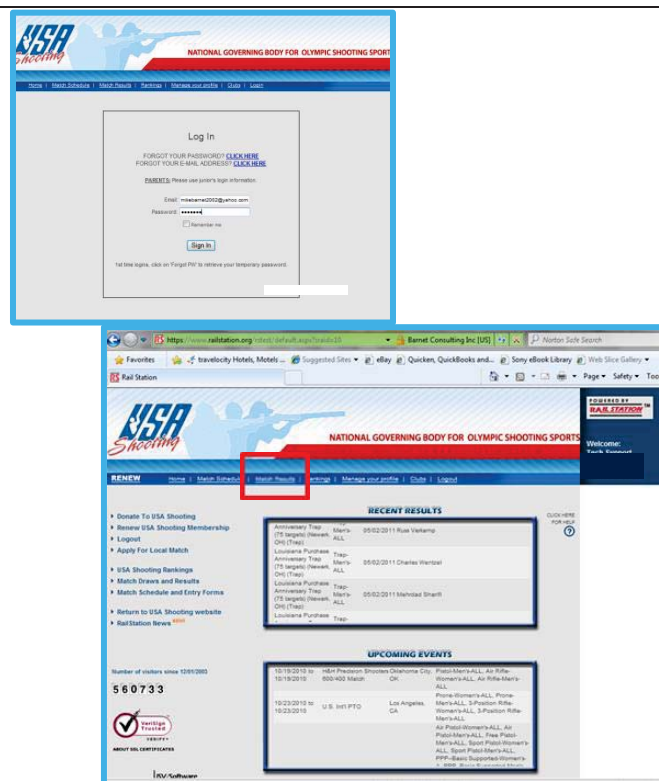 USA
Shooting
NATIONAL GOVERNING BODY FOR OLYMPIC SHOOTING SPORT
Home | Match Schedule | Match Results | Rankings | Manage your profile | Clubs | Login
Log In
FORGOT YOUR PASSWORD? CLICK HERE
FORGOT YOUR E-MAIL ADDRESS? CLICK HERE
PARENTS: Please use junior's login information.
Email: mikebarnet2002@yahoo.com
Password:
Remember me
Sign In
1st time logins, click on 'Forgot PW' to retrieve your temporary password.
https://www.railstation.org
Barnet Consulting Inc [US]
Norton Safe Search
Favorites
travelocity Hotels, Motels ...
Suggested Sites
eBay
Quicken, QuickBooks and...
Sony eBook Library
Web Slice Gallery
Rail Station
Page
Safety
Too
USA
Shooting
NATIONAL GOVERNING BODY FOR OLYMPIC SHOOTING SPORTS
POWERED BY
RAIL STATION
Welcome:
Tech Support
RENEW
Home | Match Schedul | Match Results | ankings | Manage your profile | Clubs | Logout
Donate To USA Shooting
Renew USA Shooting Membership
Logout
Apply For Local Match
USA Shooting Rankings
Match Draws and Results
Match Schedule and Entry Forms
Return to USA Shooting website
RailStation News
Number of visitors since 12/01/2003
560733
VeriSign
Trusted
VERIFY
ABOUT SSL CERTIFICATES
RECENT RESULTS
CLICK HERE
FOR HELP
Anniversary Trap
(75 targets) (Newark,
OH) (Trap)
Men's-
ALL
05/02/2011 Russ Verkamp
Louisiana Purchase
Anniversary Trap
(75 targets) (Newark,
OH) (Trap)
Trap-
Men's-
ALL
05/02/2011 Charles Wentzel
Louisiana Purchase
Anniversary Trap
(75 targets) (Newark,
OH) (Trap)
Trap-
Men's-
ALL
05/02/2011 Mehrdad Sharifi
Louisiana Purchase
Trap-
UPCOMING EVENTS
10/19/2010 to
10/19/2010
H&H Precision Shooters
600/400 Match
Oklahoma City,
OK
Pistol-Men's-ALL, Air Rifle-
Women's-ALL, Air Rifle-Men's-
ALL
10/23/2010 to
10/23/2010
U.S. Int'l PTO
Los Angeles,
CA
Prone-Women's-ALL, Prone-
Men's-ALL, 3-Position Rifle-
Women's-ALL, 3-Position Rifle-
Men's-ALL
Air Pistol-Women's-ALL, Air
Pistol-Men's-ALL, Free Pistol-
Men's-ALL, Sport Pistol-Women's-
ALL, Sport Pistol-Men's-ALL,
PPP--Basic Supported-Women's